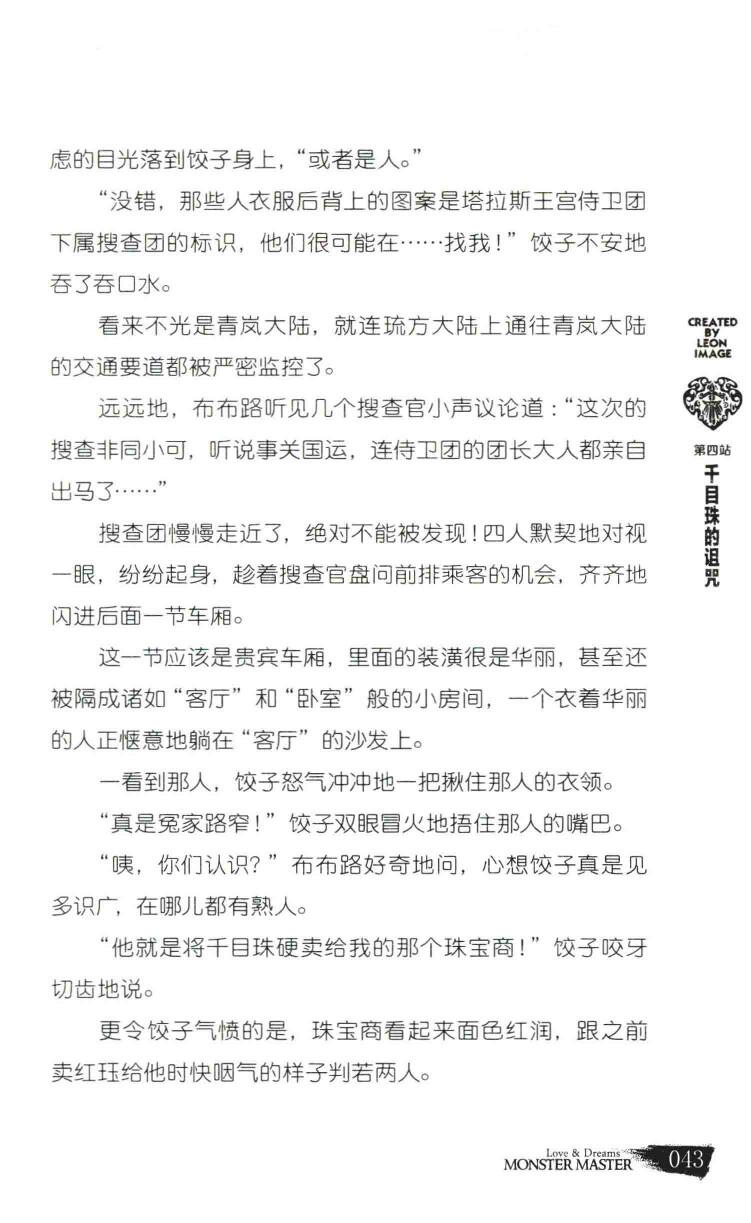 虑的目光落到饺子身上，“或者是人。”
“没错，那些人衣服后背上的图案是塔拉斯王宫侍卫团
下属搜查团的标识，他们很可能在……找我！”饺子不安地
吞了吞口水。
看来不光是青岚大陆，就连琉方大陆上通往青岚大陆
的交通要道都被严密监控了。
远远地，布布路听见几个搜查官小声议论道：“这次的
搜查非同小可，听说事关国运，连侍卫团的团长大人都亲自
出马了……”
搜查团慢慢走近了，绝对不能被发现！四人默契地对视
一眼，纷纷起身，趁着搜查官盘问前排乘客的机会，齐齐地
闪进后面一节车厢。
这一节应该是贵宾车厢，里面的装潢很是华丽，甚至还
被隔成诸如“客厅”和“卧室”般的小房间，一个衣着华丽
的人正惬意地躺在“客厅”的沙发上。
一看到那人，饺子怒气冲冲地一把揪住那人的衣领。
“真是冤家路窄！”饺子双眼冒火地捂住那人的嘴巴。
“咦，你们认识？”布布路好奇地问，心想饺子真是见
多识广，在哪儿都有熟人。
“他就是将千目珠硬卖给我的那个珠宝商！”饺子咬牙
切齿地说。
更令饺子气愤的是，珠宝商看起来面色红润，跟之前
卖红珏给他时快咽气的样子判若两人。
CREATED
BY
LEON
IMAGE
第四站
千目珠的诅咒
Love & Dreams
MONSTER MASTER
043